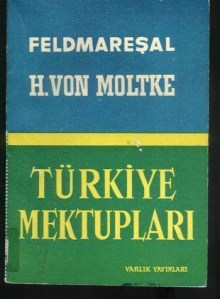 FELDMAREŞAL
H.VON MOLTKE
TÜRKİYE
MEKTUPLARI
VARLIK YAYINLARI